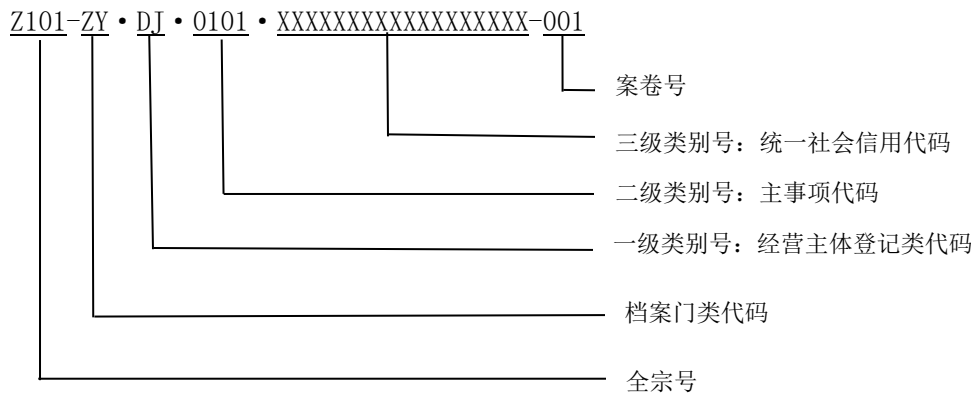 Z101-ZY·DJ·0101·XXXXXXXXXXXXXXXXXX-001
案卷号
三级类别号：统一社会信用代码
二级类别号：主事项代码
一级类别号：经营主体登记类代码
档案门类代码
全宗号